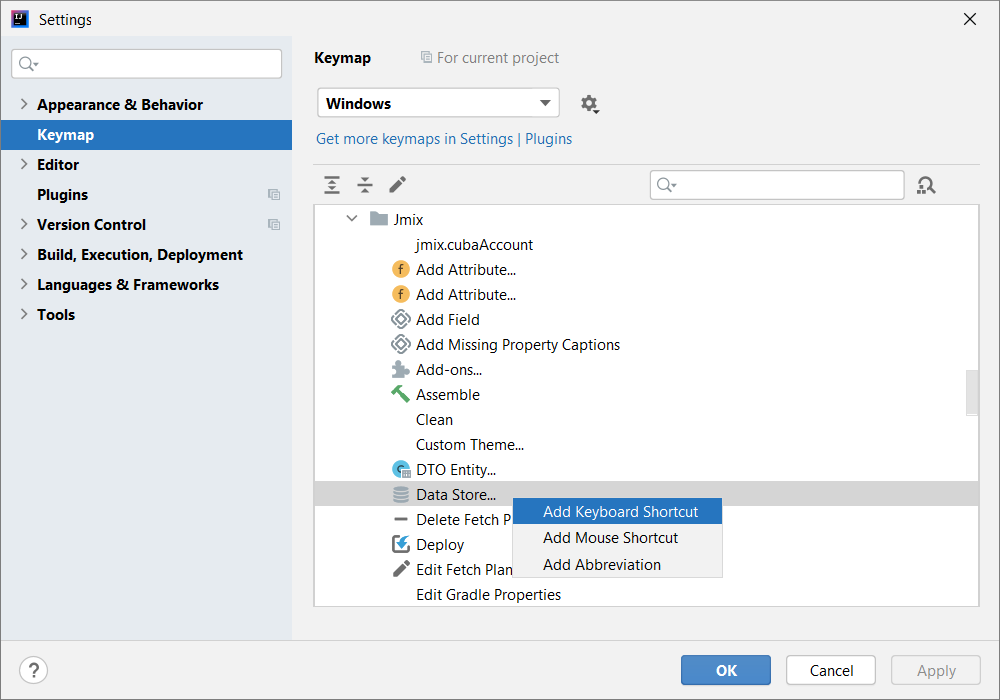 Settings
Appearance & Behavior
Keymap
Editor
Plugins
Version Control
Build, Execution, Deployment
Languages & Frameworks
Tools
Keymap
For current project
Windows
Get more keymaps in Settings | Plugins
Jmix
jmix.cubaAccount
Add Attribute...
Add Attribute...
Add Field
Add Missing Property Captions
Add-ons...
Assemble
Clean
Custom Theme...
DTO Entity...
Data Store...
Delete Fetch P
Deploy
Edit Fetch Plan
Edit Gradle Properties
Add Keyboard Shortcut
Add Mouse Shortcut
Add Abbreviation
?
OK
Cancel
Apply